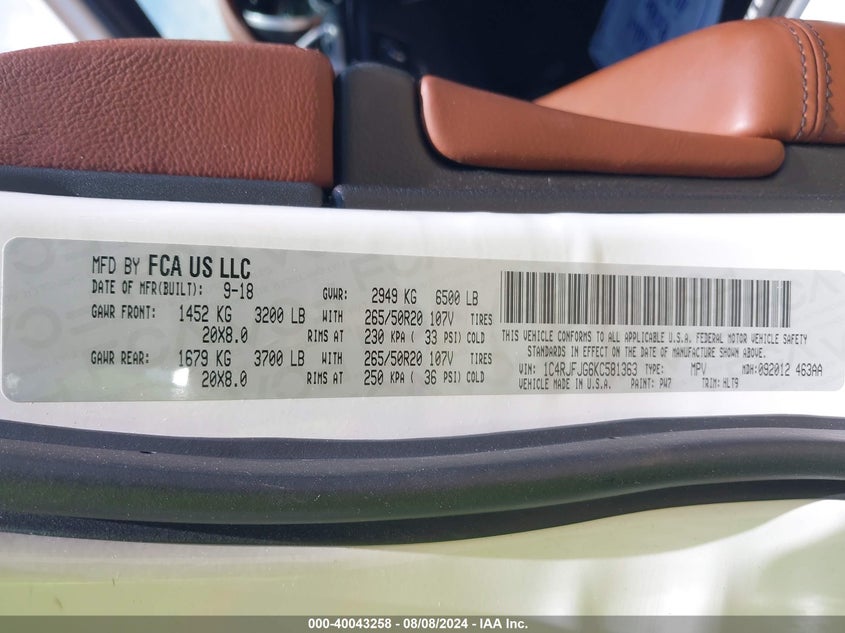 MFD BY FCA US LLC
DATE OF MFR(BUILT): 9-18 GVWR: 2949 KG 6500 LB
GAWR FRONT: 1452 KG 3200 LB WITH 265/50R20 107V TIRES
20X8.0 RIMS AT 230 KPA ( 33 PSI) COLD
GAWR REAR: 1679 KG 3700 LB WITH 265/50R20 107V TIRES
20X8.0 RIMS AT 250 KPA ( 36 PSI) COLD
THIS VEHICLE CONFORMS TO ALL APPLICABLE U.S.A. FEDERAL MOTOR VEHICLE SAFETY
STANDARDS IN EFFECT ON THE DATE OF MANUFACTURE SHOWN ABOVE.
VIN: 1C4RJFJG6KC581363 TYPE: MPV MDH: 092012 463AA
VEHICLE MADE IN U.S.A. PAINT: PW7 TRIM: HLT9
000-40043258 - 08/08/2024 - IAA Inc.